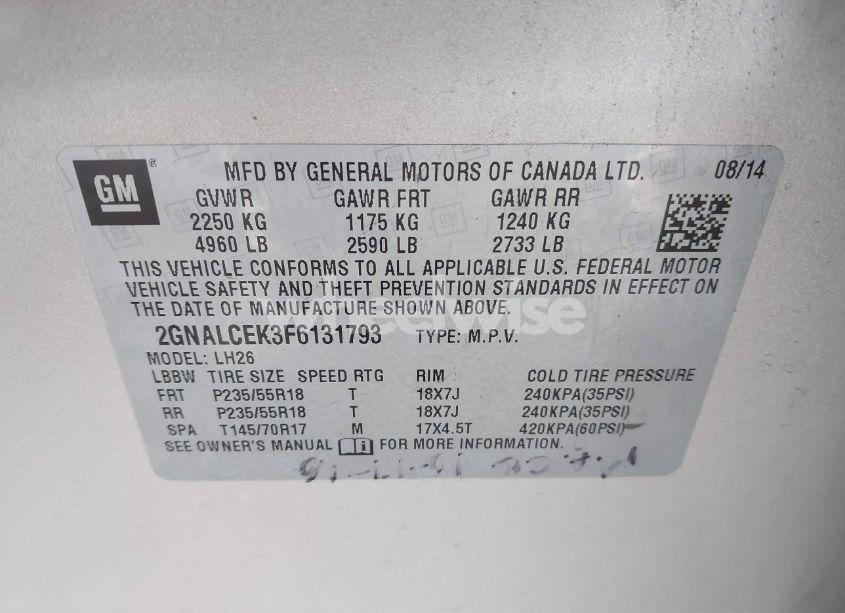 GM ® MFD BY GENERAL MOTORS OF CANADA LTD. 08/14
GVWR GAWR FRT GAWR RR
2250 KG 1175 KG 1240 KG
4960 LB 2590 LB 2733 LB
THIS VEHICLE CONFORMS TO ALL APPLICABLE U.S. FEDERAL MOTOR
VEHICLE SAFETY AND THEFT PREVENTION STANDARDS IN EFFECT ON
THE DATE OF MANUFACTURE SHOWN ABOVE.
2GNALCEK3F6131793 TYPE: M.P.V.
MODEL: LH26
LBBW TIRE SIZE SPEED RTG RIM COLD TIRE PRESSURE
FRT P235/55R18 T 18X7J 240KPA(35PSI)
RR P235/55R18 T 18X7J 240KPA(35PSI)
SPA T145/70R17 M 17X4.5T 420KPA(60PSI)
SEE OWNER'S MANUAL FOR MORE INFORMATION.